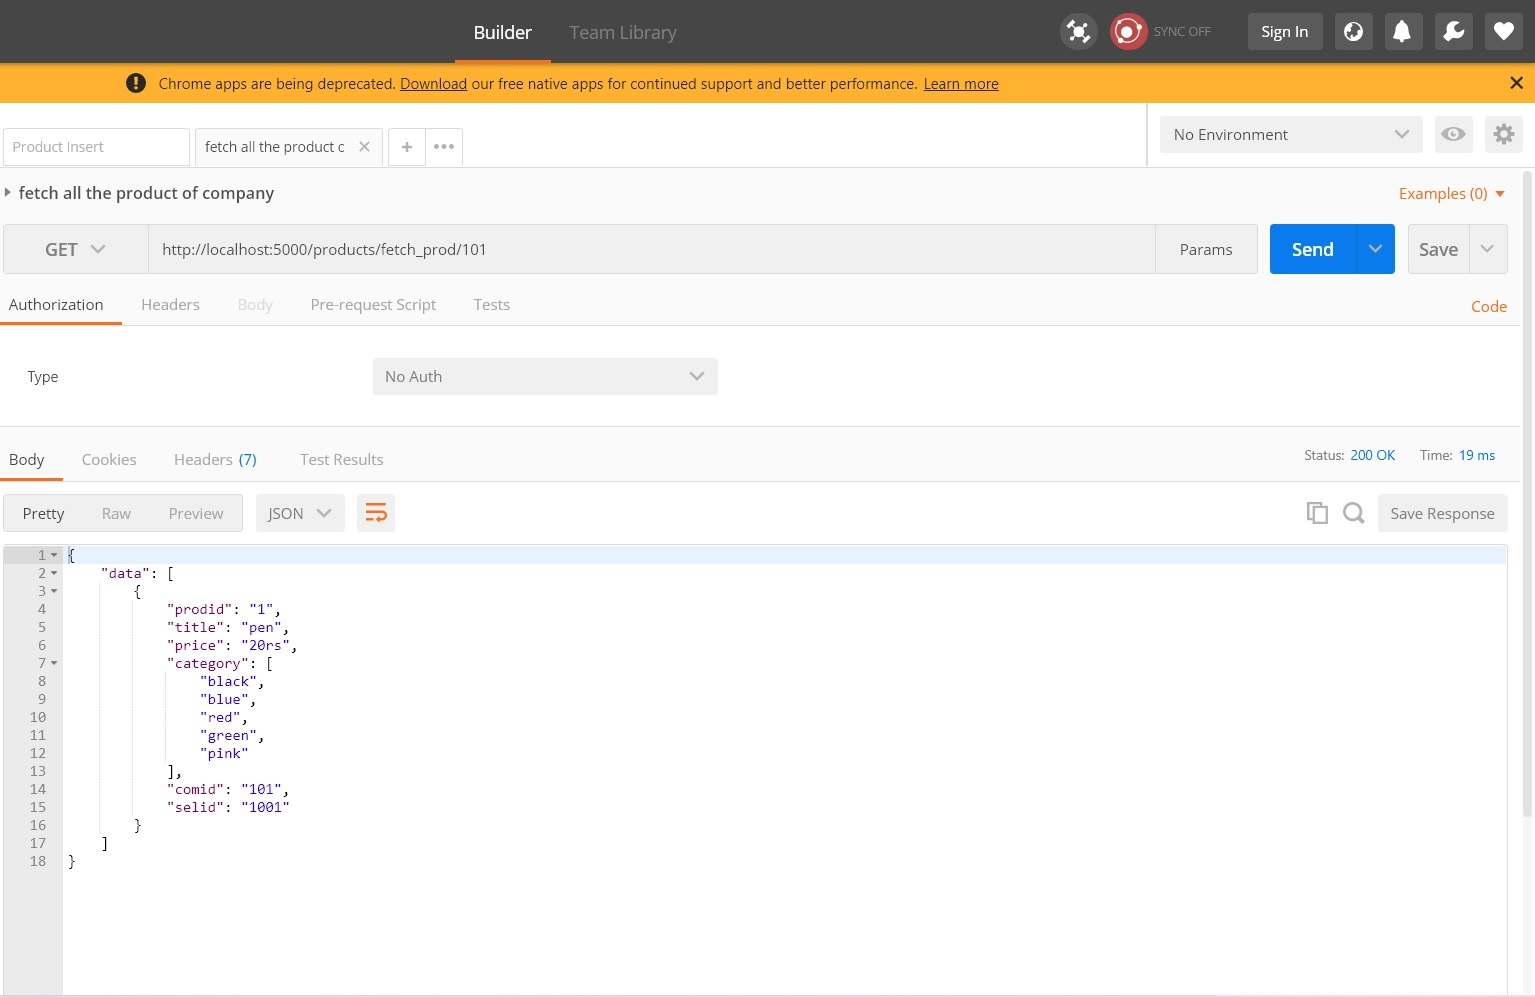 Builder Team Library SYNC OFF Sign In
Chrome apps are being deprecated. Download our free native apps for continued support and better performance. Learn more
Product Insert fetch all the product c No Environment
fetch all the product of company Examples (0)
GET http://localhost:5000/products/fetch_prod/101 Params Send Save
Authorization Headers Body Pre-request Script Tests Code
Type No Auth
Body Cookies Headers (7) Test Results Status: 200 OK Time: 19 ms
Pretty Raw Preview JSON Save Response
1 {
2 "data": [
3 {
4 "prodid": "1",
5 "title": "pen",
6 "price": "20rs",
7 "category": [
8 "black",
9 "blue",
10 "red",
11 "green",
12 "pink"
13 ],
14 "comid": "101",
15 "selid": "1001"
16 }
17 ]
18 }